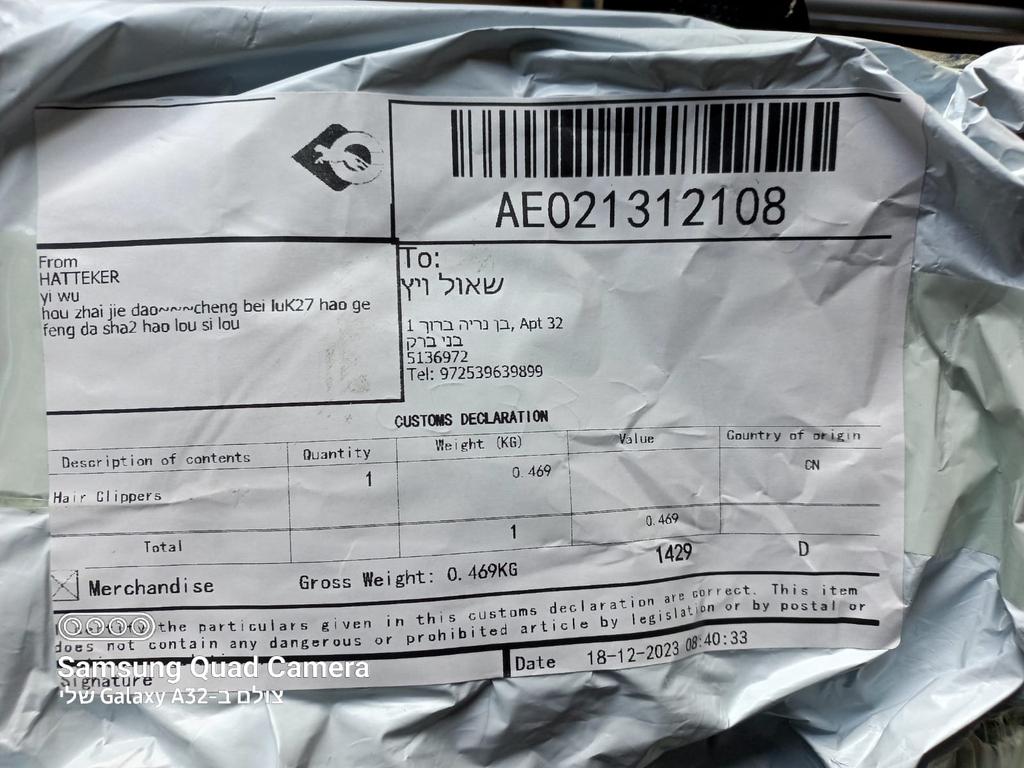 AE021312108
From
HATTEKER
yi wu
hou zhai jie dao~~~cheng bei luK27 hao ge
feng da sha2 hao lou si lou
To:
שאול וייץ
בן נריה ברוך 1, Apt 32
בני ברק
5136972
Tel: 972539639899
CUSTOMS DECLARATION
Description of contents Quantity Weight (KG) Value Country of origin
Hair Clippers 1 0.469 CN
Total 1 0.469
Merchandise Gross Weight: 0.469KG 1429 D
the particulars given in this customs declaration are correct. This item
does not contain any dangerous or prohibited article by legislation or by postal or
Signature Date 18-12-2023 08:40:33
Samsung Quad Camera
צולם ב-Galaxy A32 שלי